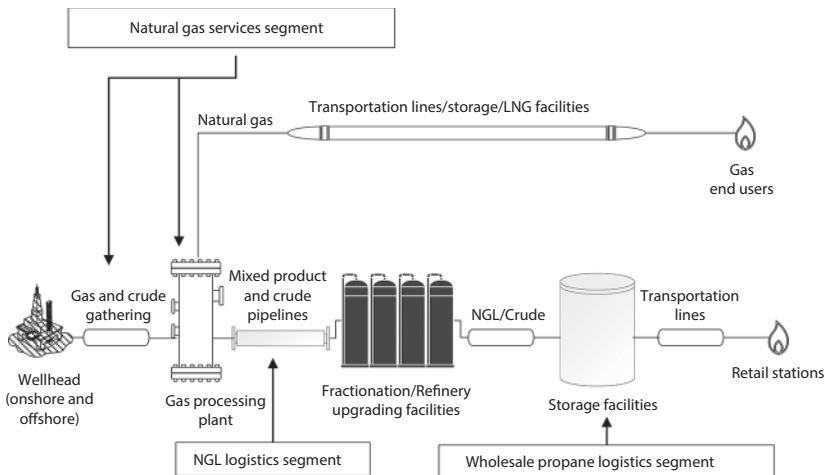 Natural gas services segment
Transportation lines/storage/LNG facilities
Natural gas
Gas
end users
Gas and crude
gathering
Mixed product
and crude
pipelines
NGL/Crude
Transportation
lines
Wellhead
(onshore and
offshore)
Gas processing
plant
Fractionation/Refinery
upgrading facilities
Storage facilities
Retail stations
NGL logistics segment
Wholesale propane logistics segment